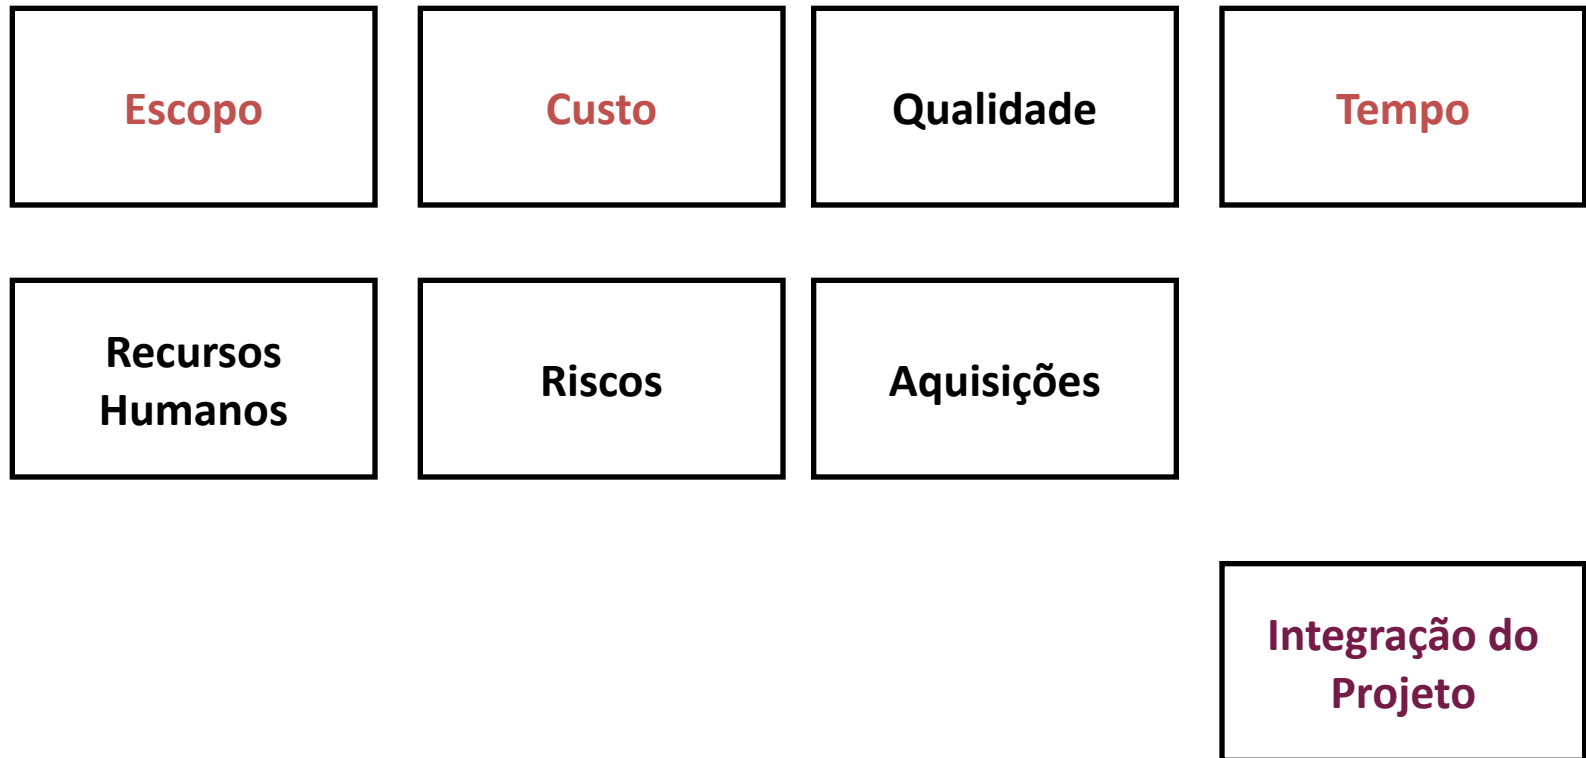 Escopo
Custo
Qualidade
Tempo
Recursos
Humanos
Riscos
Aquisições
Integração do
Projeto